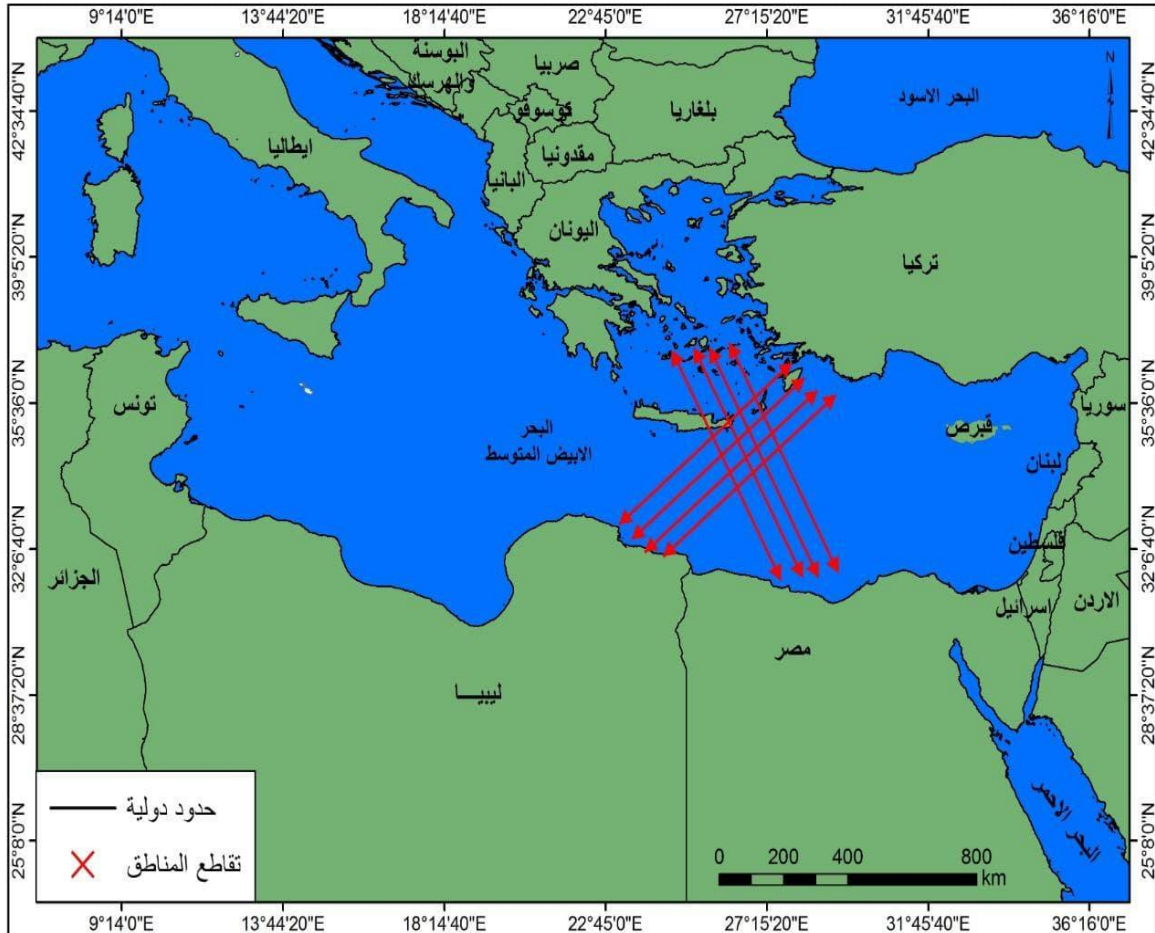 9°14'0"E 13°44'20"E 18°14'40"E 22°45'0"E 27°15'20"E 31°45'40"E 36°16'0"E
42°34'40"N
39°5'20"N
35°36'0"N
32°6'40"N
28°37'20"N
25°8'0"N
42°34'40"N
39°5'20"N
35°36'0"N
32°6'40"N
28°37'20"N
25°8'0"N
N
البوسنة
والهرسك
صربيا
كوسوفو
بلغاريا
البحر الاسود
ايطاليا
مقدونيا
البانيا
اليونان
تركيا
تونس
البحر
الابيض المتوسط
قبرص
سوريا
لبنان
فلسطين
الجزائر
اسرائيل
الاردن
مصر
ليبيــا
البحر الاحمر
حدود دولية
تقاطع المناطق
0 200 400 800
km
9°14'0"E 13°44'20"E 18°14'40"E 22°45'0"E 27°15'20"E 31°45'40"E 36°16'0"E